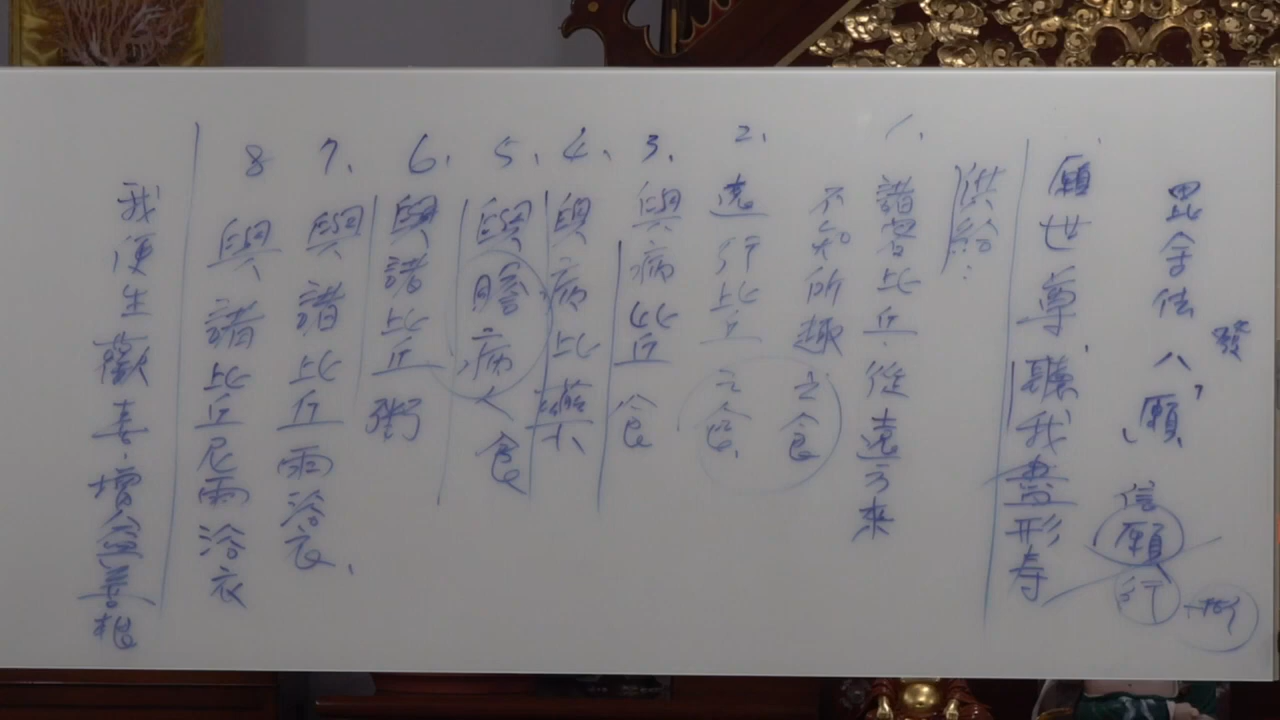 毘舍佉發八願
信願行
願世尊聽我盡形寿
供給：
1. 諸客比丘從遠方來
不知所趣之食
2. 遠行比丘之食
3. 與病比丘食
4. 與病比丘藥
5. 與瞻病人食
6. 與諸比丘粥
7. 與諸比丘雨浴衣、
8 與諸比丘尼雨浴衣
我便生歡喜增益善根